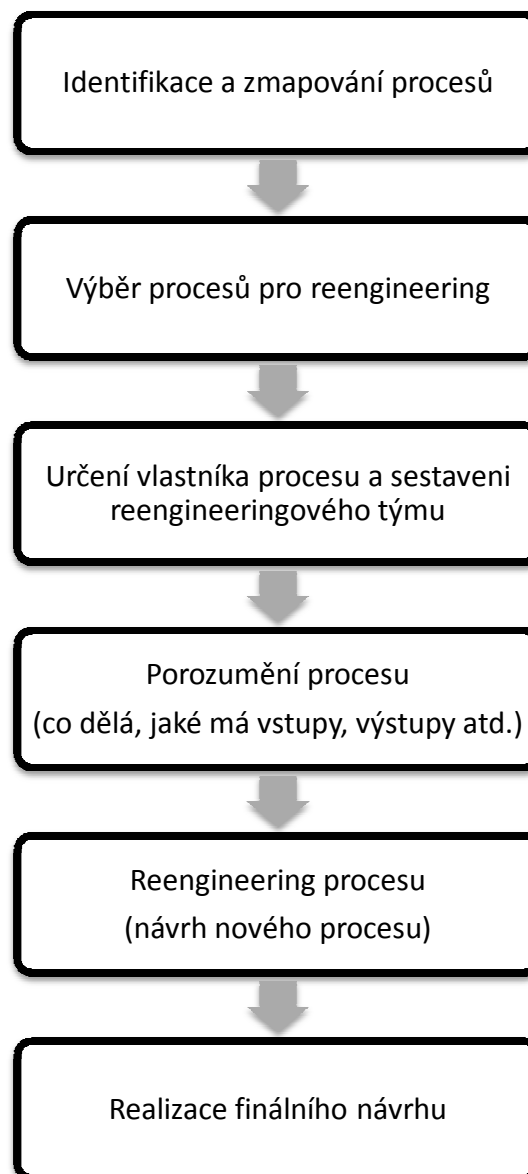 Identifikace a zmapování procesů
Výběr procesů pro reengineering
Určení vlastníka procesu a sestaveni
reengineeringového týmu
Porozumění procesu
(co dělá, jaké má vstupy, výstupy atd.)
Reengineering procesu
(návrh nového procesu)
Realizace finálního návrhu